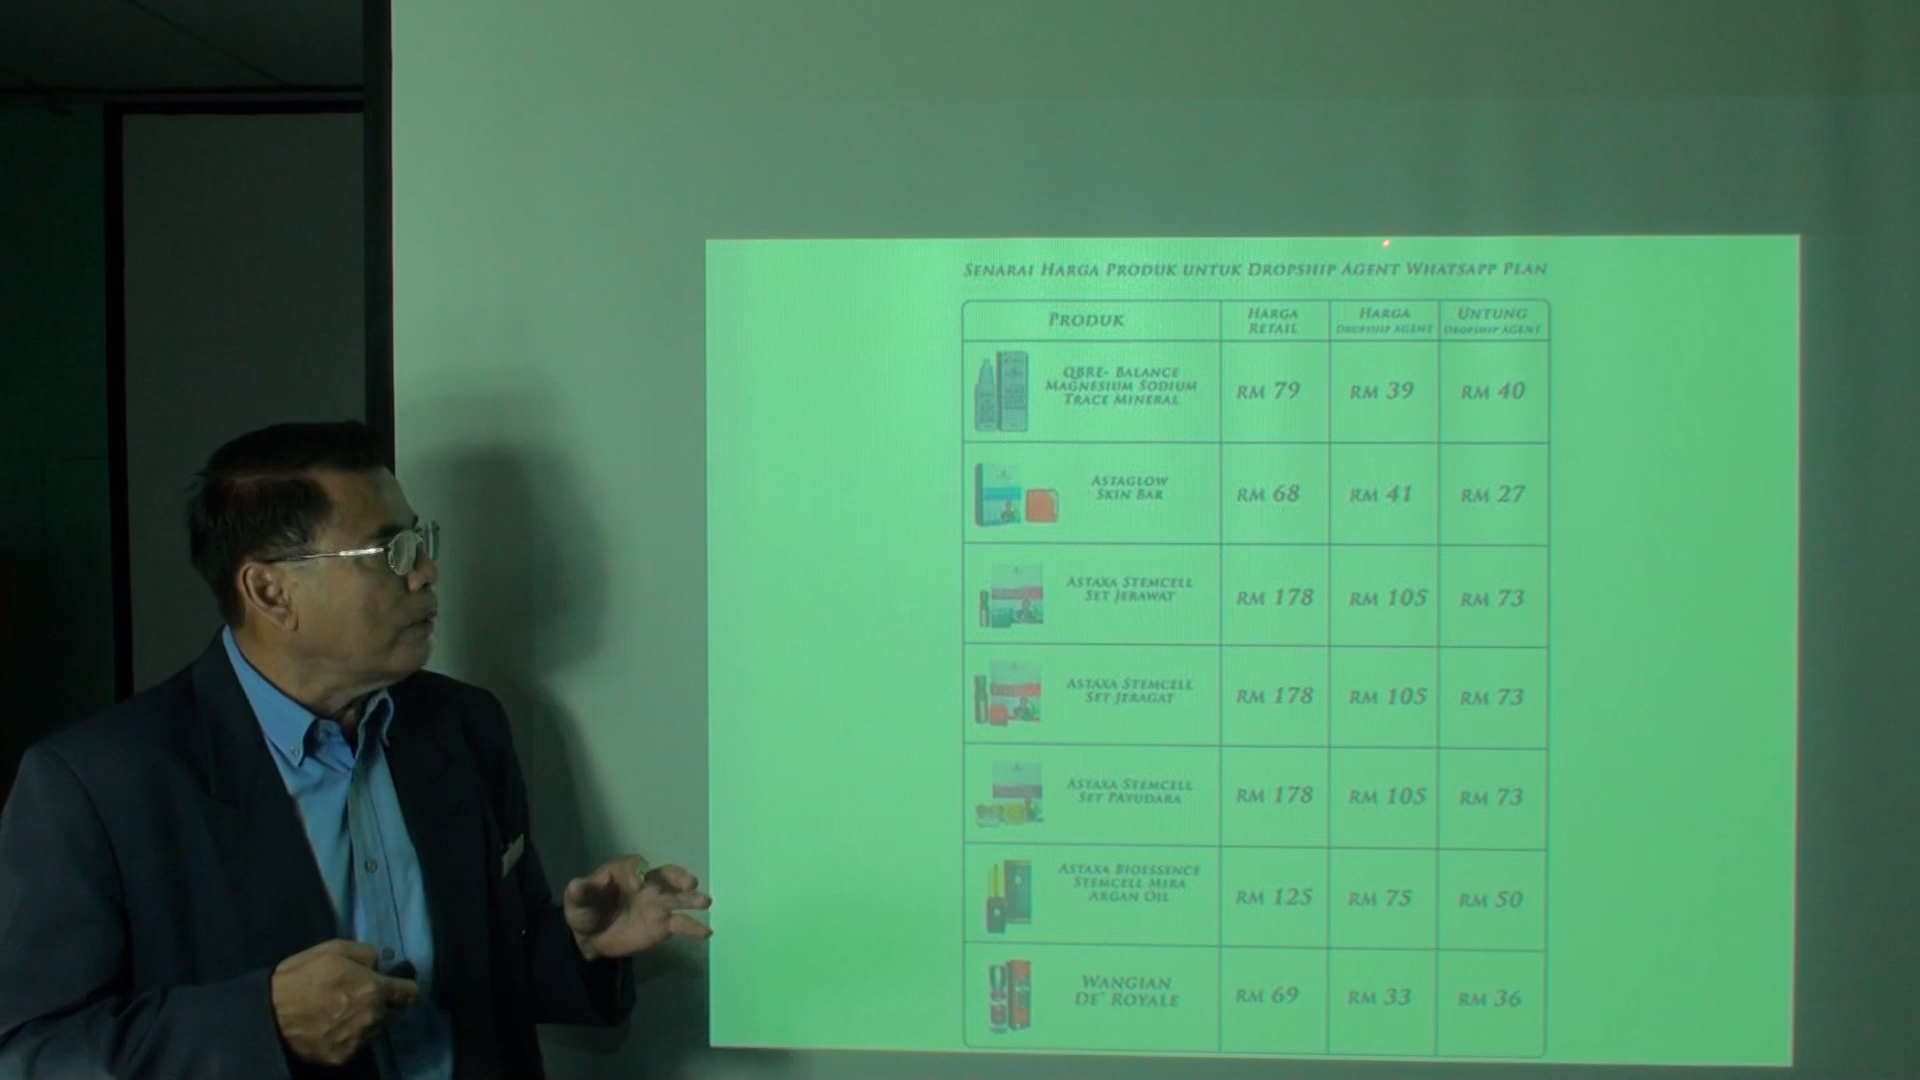 Senarai Harga Produk untuk Dropship Agent Whatsapp Plan
Produk
Harga
Retail
Harga
Dropship Agent
Untung
Dropship Agent
QBRE- Balance
Magnesium Sodium
Trace Mineral
RM 79
RM 39
RM 40
Astaglow
Skin Bar
RM 68
RM 41
RM 27
Astaxa Stemcell
Set Jerawat
RM 178
RM 105
RM 73
Astaxa Stemcell
Set Jeragat
RM 178
RM 105
RM 73
Astaxa Stemcell
Set Payudara
RM 178
RM 105
RM 73
Astaxa Bioessence
Stemcell Mira
Argan Oil
RM 125
RM 75
RM 50
Wangian
De' Royale
RM 69
RM 33
RM 36